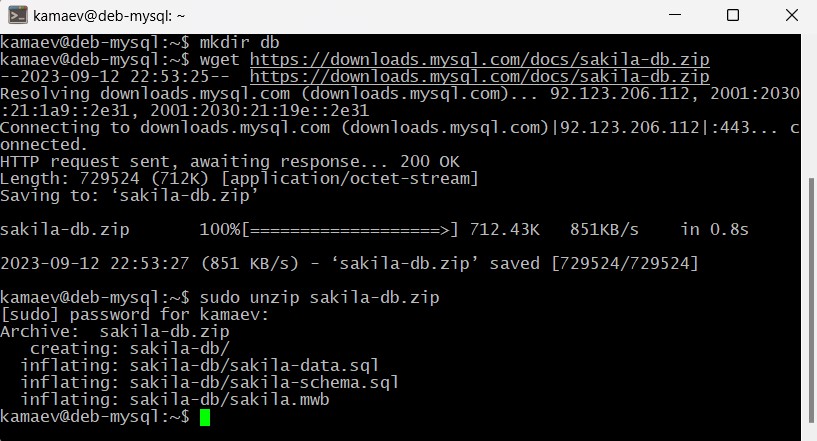 kamaev@deb-mysql: ~
kamaev@deb-mysql:~$ mkdir db
kamaev@deb-mysql:~$ wget https://downloads.mysql.com/docs/sakila-db.zip
--2023-09-12 22:53:25--  https://downloads.mysql.com/docs/sakila-db.zip
Resolving downloads.mysql.com (downloads.mysql.com)... 92.123.206.112, 2001:2030
:21:1a9::2e31, 2001:2030:21:19e::2e31
Connecting to downloads.mysql.com (downloads.mysql.com)|92.123.206.112|:443... c
onnected.
HTTP request sent, awaiting response... 200 OK
Length: 729524 (712K) [application/octet-stream]
Saving to: ‘sakila-db.zip’
sakila-db.zip       100%[===================>] 712.43K   851KB/s    in 0.8s
2023-09-12 22:53:27 (851 KB/s) - ‘sakila-db.zip’ saved [729524/729524]
kamaev@deb-mysql:~$ sudo unzip sakila-db.zip
[sudo] password for kamaev:
Archive:  sakila-db.zip
   creating: sakila-db/
  inflating: sakila-db/sakila-data.sql
  inflating: sakila-db/sakila-schema.sql
  inflating: sakila-db/sakila.mwb
kamaev@deb-mysql:~$